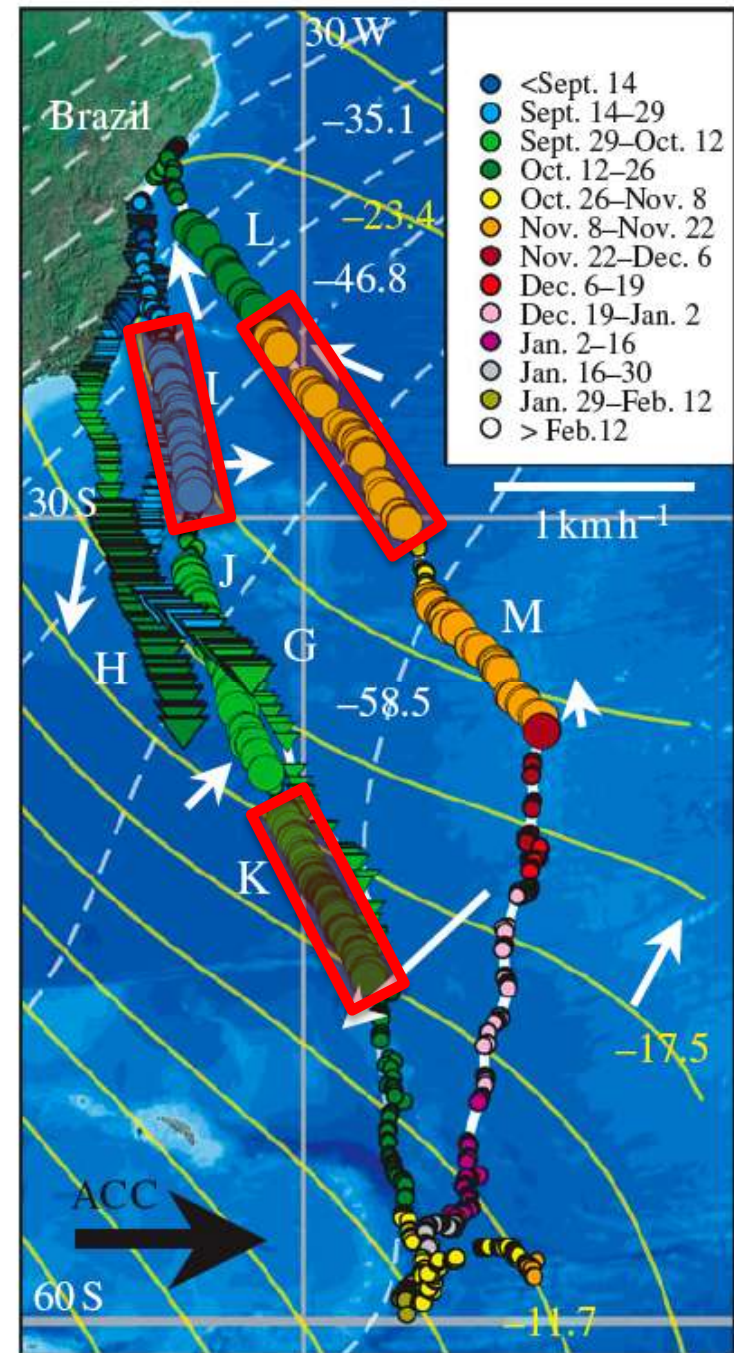 30 W
Brazil
−35.1
−23.4
−46.8
L
I
<Sept. 14
Sept. 14–29
Sept. 29–Oct. 12
Oct. 12–26
Oct. 26–Nov. 8
Nov. 8–Nov. 22
Nov. 22–Dec. 6
Dec. 6–19
Dec. 19–Jan. 2
Jan. 2–16
Jan. 16–30
Jan. 29–Feb. 12
> Feb.12
30 S
1 km h−1
J
M
G
H
−58.5
K
−17.5
ACC
60 S
−11.7